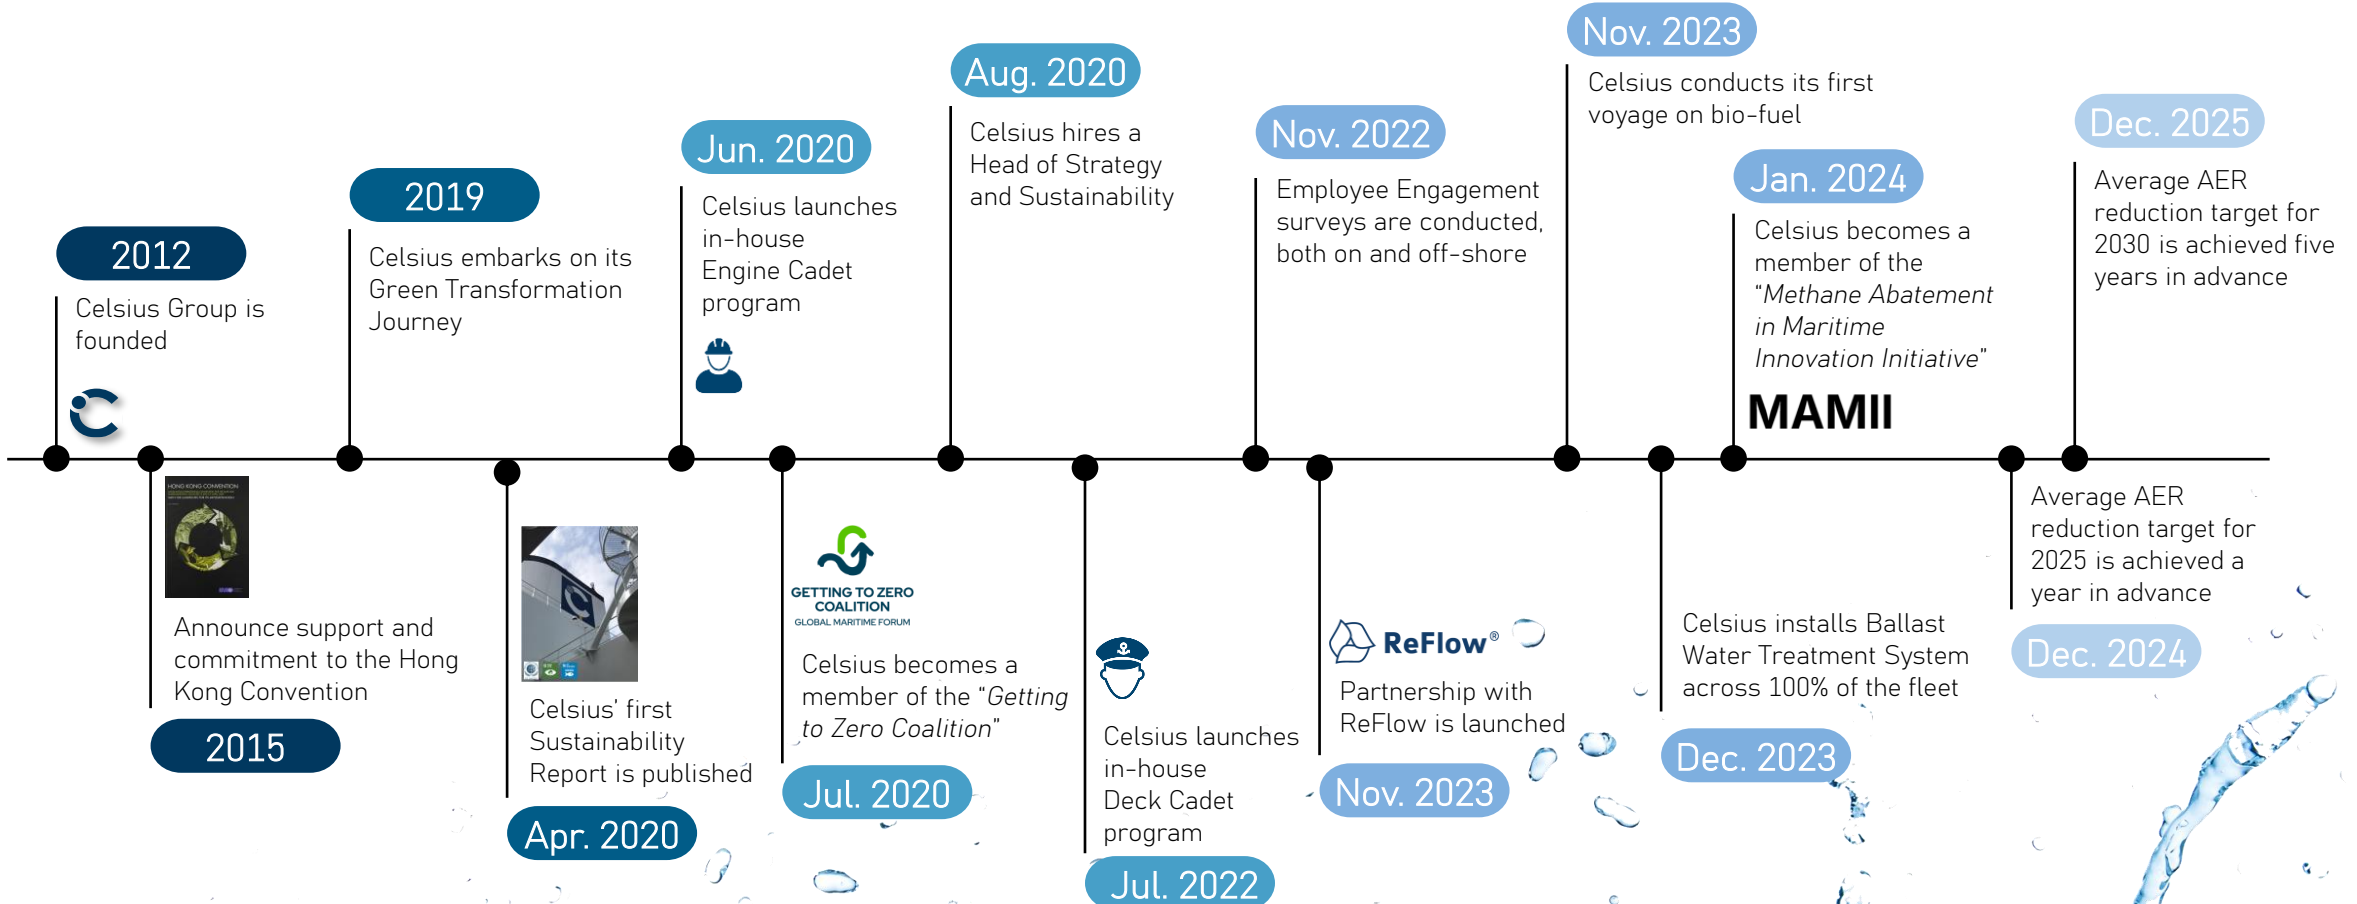 2012
Celsius Group is
founded
HONG KONG CONVENTION
Announce support and
commitment to the Hong
Kong Convention
2015
2019
Celsius embarks on its
Green Transformation
Journey
Celsius’ first
Sustainability
Report is published
Apr. 2020
Jun. 2020
Celsius launches
in-house
Engine Cadet
program
GETTING TO ZERO
COALITION
GLOBAL MARITIME FORUM
Celsius becomes a
member of the “Getting
to Zero Coalition”
Jul. 2020
Aug. 2020
Celsius hires a
Head of Strategy
and Sustainability
Celsius launches
in-house
Deck Cadet
program
Jul. 2022
Nov. 2022
Employee Engagement
surveys are conducted,
both on and off-shore
ReFlow®
Partnership with
ReFlow is launched
Nov. 2023
Nov. 2023
Celsius conducts its first
voyage on bio-fuel
Celsius installs Ballast
Water Treatment System
across 100% of the fleet
Dec. 2023
Jan. 2024
Celsius becomes a
member of the
“Methane Abatement
in Maritime
Innovation Initiative”
MAMII
Average AER
reduction target for
2025 is achieved a
year in advance
Dec. 2024
Dec. 2025
Average AER
reduction target for
2030 is achieved five
years in advance